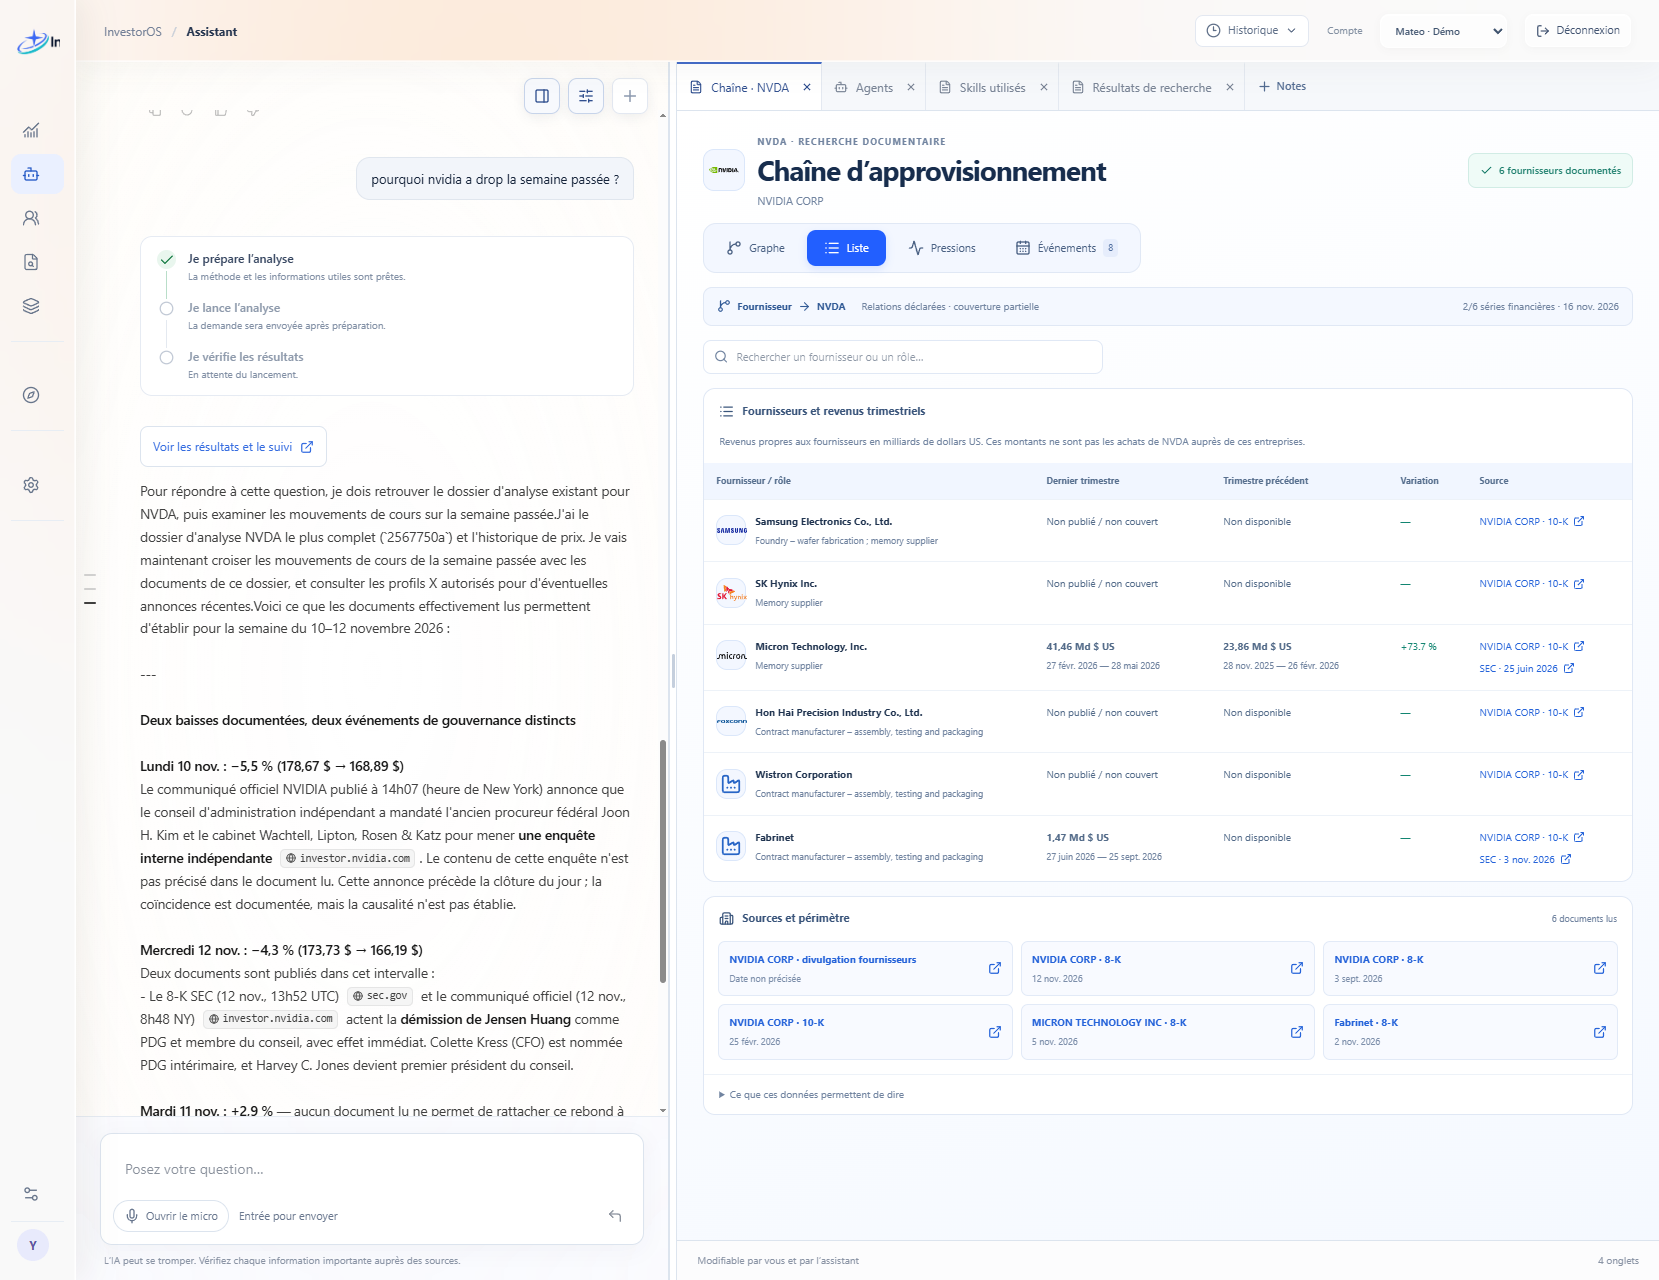 In
InvestorOS / Assistant
Historique
Compte
Mateo · Démo
Déconnexion
pourquoi nvidia a drop la semaine passée ?
Je prépare l'analyse
La méthode et les informations utiles sont prêtes.
Je lance l'analyse
La demande sera envoyée après préparation.
Je vérifie les résultats
En attente du lancement.
Voir les résultats et le suivi
Pour répondre à cette question, je dois retrouver le dossier d'analyse existant pour
NVDA, puis examiner les mouvements de cours sur la semaine passée.J'ai le
dossier d'analyse NVDA le plus complet (`2567750a`) et l'historique de prix. Je vais
maintenant croiser les mouvements de cours de la semaine passée avec les
documents de ce dossier, et consulter les profils X autorisés pour d'éventuelles
annonces récentes.Voici ce que les documents effectivement lus permettent
d'établir pour la semaine du 10–12 novembre 2026 :
---
Deux baisses documentées, deux événements de gouvernance distincts
Lundi 10 nov. : −5,5 % (178,67 $ → 168,89 $)
Le communiqué officiel NVIDIA publié à 14h07 (heure de New York) annonce que
le conseil d'administration indépendant a mandaté l'ancien procureur fédéral Joon
H. Kim et le cabinet Wachtell, Lipton, Rosen & Katz pour mener une enquête
interne indépendante investor.nvidia.com . Le contenu de cette enquête n'est
pas précisé dans le document lu. Cette annonce précède la clôture du jour ; la
coïncidence est documentée, mais la causalité n'est pas établie.
Mercredi 12 nov. : −4,3 % (173,73 $ → 166,19 $)
Deux documents sont publiés dans cet intervalle :
- Le 8-K SEC (12 nov., 13h52 UTC) sec.gov et le communiqué officiel (12 nov.,
8h48 NY) investor.nvidia.com actent la démission de Jensen Huang comme
PDG et membre du conseil, avec effet immédiat. Colette Kress (CFO) est nommée
PDG intérimaire, et Harvey C. Jones devient premier président du conseil.
Mardi 11 nov. : +2,9 % — aucun document lu ne permet de rattacher ce rebond à
Posez votre question...
Ouvrir le micro
Entrée pour envoyer
L'IA peut se tromper. Vérifiez chaque information importante auprès des sources.
Y
Chaîne · NVDA
Agents
Skills utilisés
Résultats de recherche
Notes
NVDA · RECHERCHE DOCUMENTAIRE
NVIDIA
Chaîne d'approvisionnement
NVIDIA CORP
6 fournisseurs documentés
Graphe
Liste
Pressions
Événements 8
Fournisseur → NVDA Relations déclarées · couverture partielle
2/6 séries financières · 16 nov. 2026
Rechercher un fournisseur ou un rôle...
Fournisseurs et revenus trimestriels
Revenus propres aux fournisseurs en milliards de dollars US. Ces montants ne sont pas les achats de NVDA auprès de ces entreprises.
Fournisseur / rôle Dernier trimestre Trimestre précédent Variation Source
SAMSUNG
Samsung Electronics Co., Ltd. Non publié / non couvert Non disponible — NVIDIA CORP · 10-K
Foundry – wafer fabrication ; memory supplier
SK hynix
SK Hynix Inc. Non publié / non couvert Non disponible — NVIDIA CORP · 10-K
Memory supplier
micron
Micron Technology, Inc. 41,46 Md $ US 23,86 Md $ US +73.7 % NVIDIA CORP · 10-K
Memory supplier 27 févr. 2026 — 28 mai 2026 28 nov. 2025 — 26 févr. 2026 SEC · 25 juin 2026
FOXCONN
Hon Hai Precision Industry Co., Ltd. Non publié / non couvert Non disponible — NVIDIA CORP · 10-K
Contract manufacturer – assembly, testing and packaging
Wistron Corporation Non publié / non couvert Non disponible — NVIDIA CORP · 10-K
Contract manufacturer – assembly, testing and packaging
Fabrinet 1,47 Md $ US Non disponible — NVIDIA CORP · 10-K
Contract manufacturer – assembly, testing and packaging 27 juin 2026 — 25 sept. 2026 SEC · 3 nov. 2026
Sources et périmètre
6 documents lus
NVIDIA CORP · divulgation fournisseurs
Date non précisée
NVIDIA CORP · 8-K
12 nov. 2026
NVIDIA CORP · 8-K
3 sept. 2026
NVIDIA CORP · 10-K
25 févr. 2026
MICRON TECHNOLOGY INC · 8-K
5 nov. 2026
Fabrinet · 8-K
2 nov. 2026
Ce que ces données permettent de dire
Modifiable par vous et par l'assistant
4 onglets